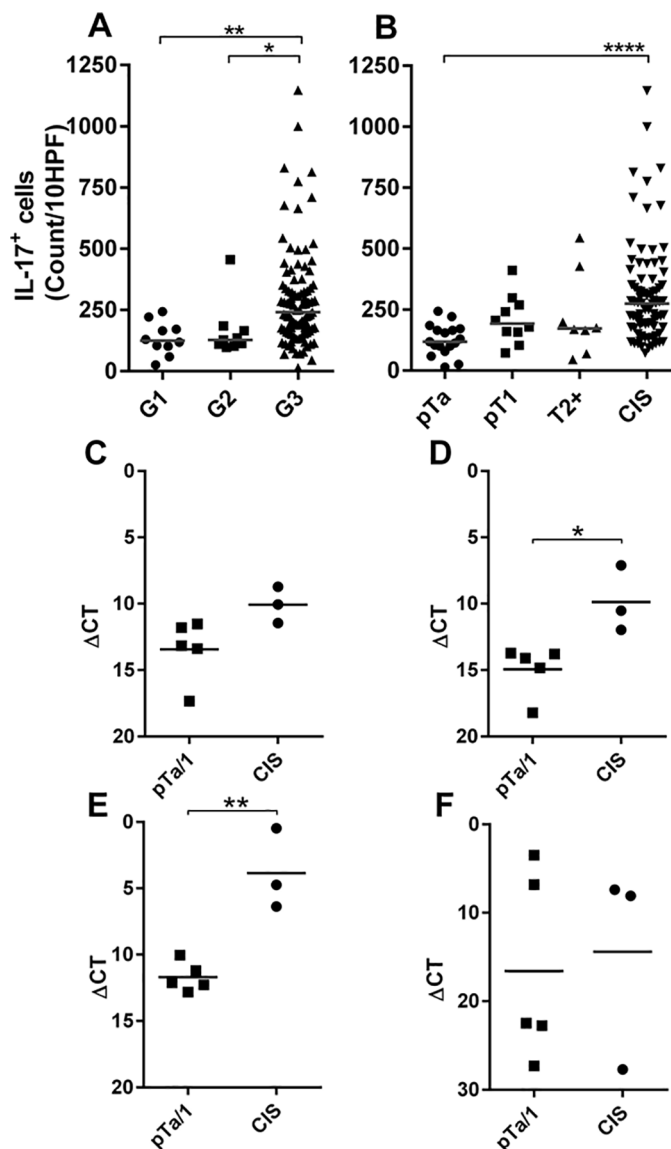 A
**
*
IL-17+ cells
(Count/10HPF)
1250
1000
750
500
250
0
G1
G2
G3
B
****
1250
1000
750
500
250
0
pTa
pT1
T2+
CIS
C
ΔCT
0
5
10
15
20
pTa/1
CIS
D
*
ΔCT
0
5
10
15
20
pTa/1
CIS
E
**
ΔCT
0
5
10
15
20
pTa/1
CIS
F
ΔCT
0
10
20
30
pTa/1
CIS